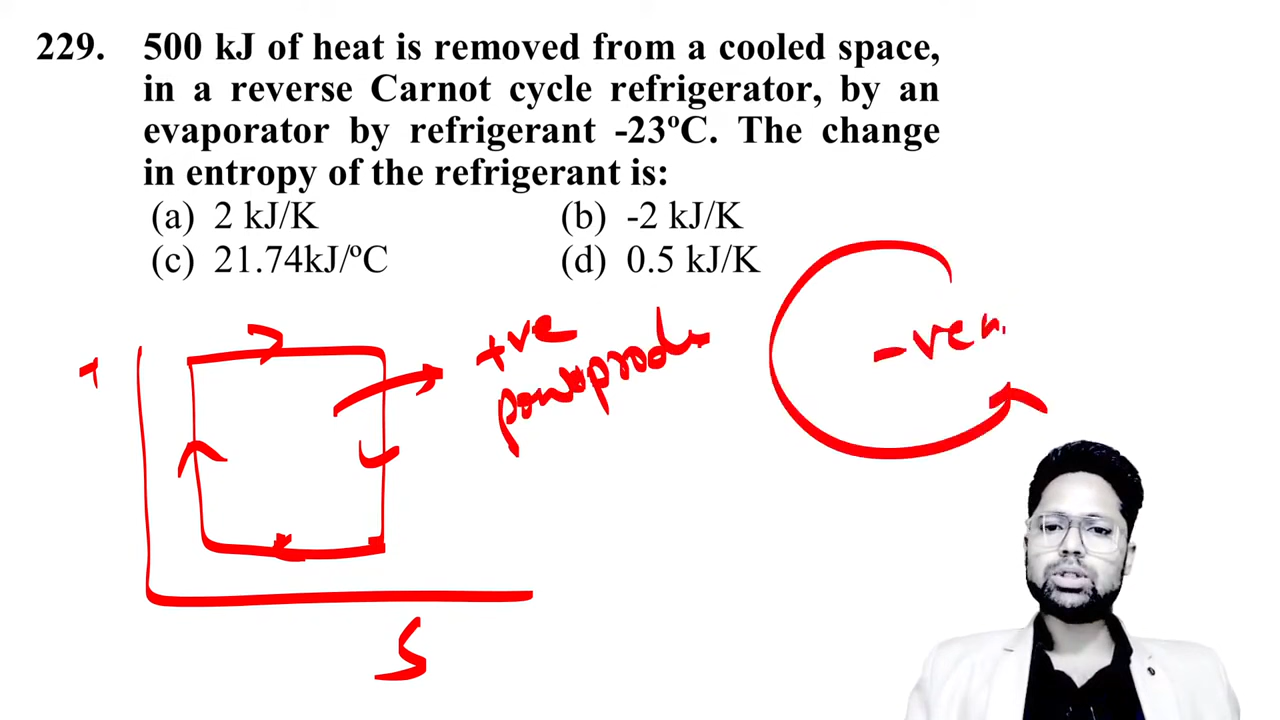 229. 500 kJ of heat is removed from a cooled space,
in a reverse Carnot cycle refrigerator, by an
evaporator by refrigerant -23ºC. The change
in entropy of the refrigerant is:
(a) 2 kJ/K (b) -2 kJ/K
(c) 21.74kJ/ºC (d) 0.5 kJ/K
+ve
-ve
S